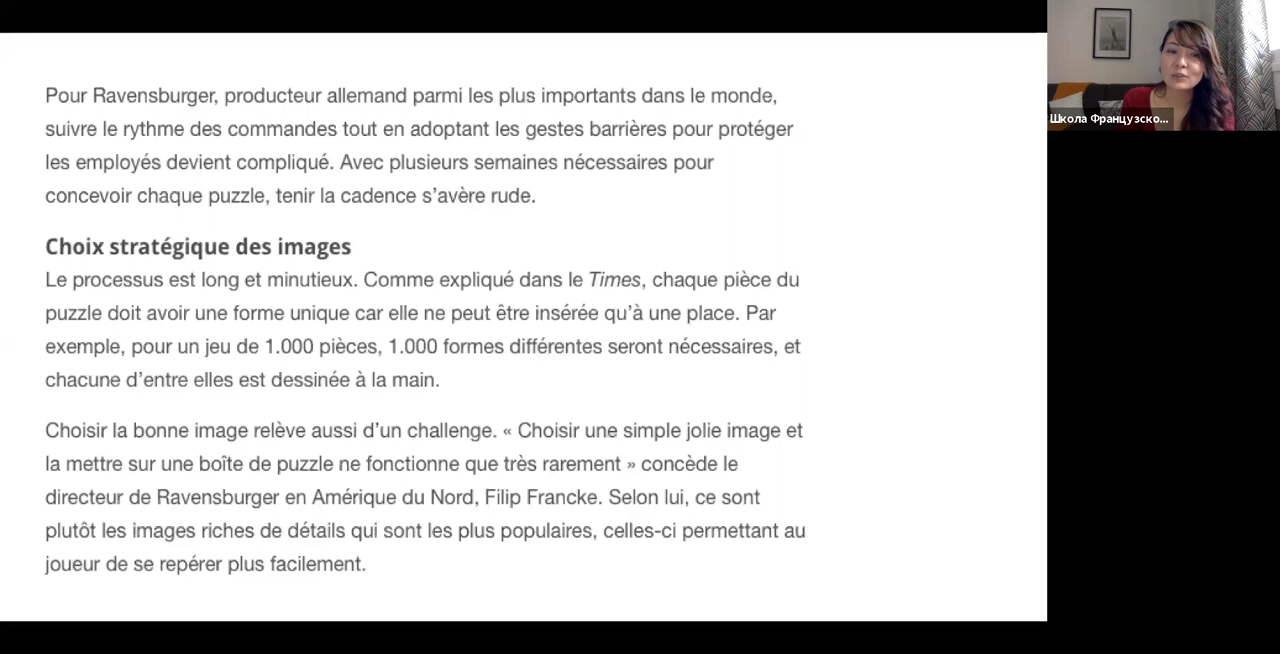 Pour Ravensburger, producteur allemand parmi les plus importants dans le monde,
suivre le rythme des commandes tout en adoptant les gestes barrières pour protéger
les employés devient compliqué. Avec plusieurs semaines nécessaires pour
concevoir chaque puzzle, tenir la cadence s’avère rude.
Choix stratégique des images
Le processus est long et minutieux. Comme expliqué dans le Times, chaque pièce du
puzzle doit avoir une forme unique car elle ne peut être insérée qu’à une place. Par
exemple, pour un jeu de 1.000 pièces, 1.000 formes différentes seront nécessaires, et
chacune d’entre elles est dessinée à la main.
Choisir la bonne image relève aussi d’un challenge. « Choisir une simple jolie image et
la mettre sur une boîte de puzzle ne fonctionne que très rarement » concède le
directeur de Ravensburger en Amérique du Nord, Filip Francke. Selon lui, ce sont
plutôt les images riches de détails qui sont les plus populaires, celles-ci permettant au
joueur de se repérer plus facilement.
Школа Французско...